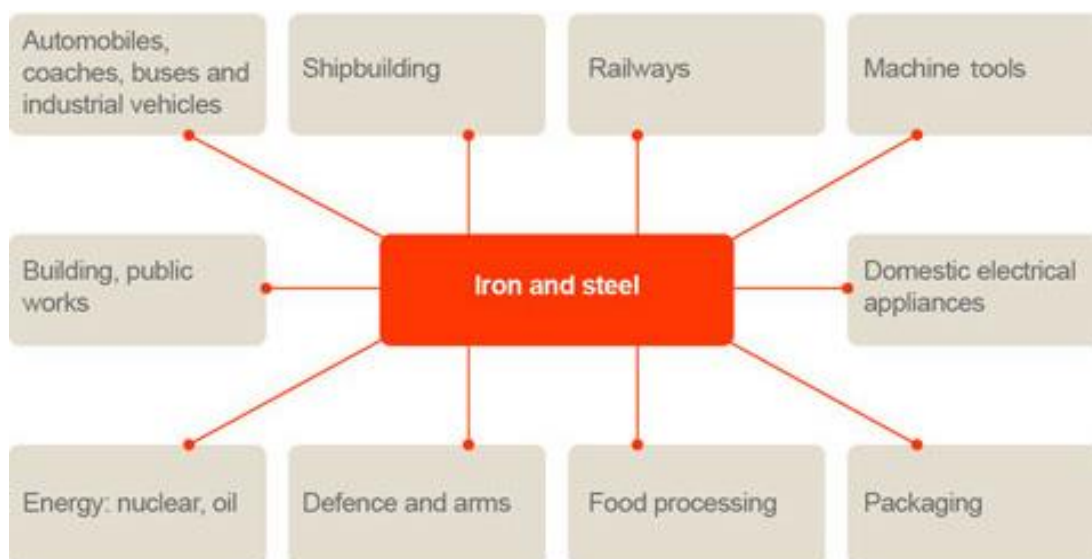 Automobiles,
coaches, buses and
industrial vehicles
Shipbuilding
Railways
Machine tools
Building, public
works
Iron and steel
Domestic electrical
appliances
Energy: nuclear, oil
Defence and arms
Food processing
Packaging